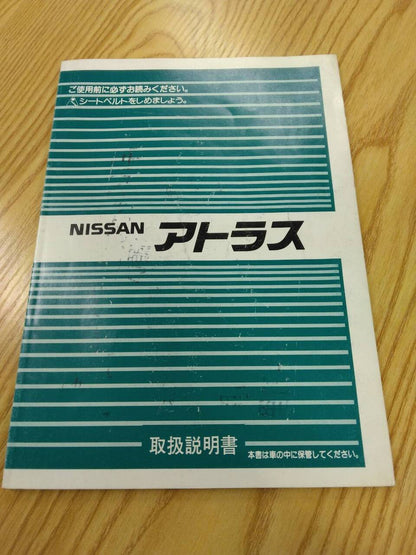 ご使用前に必ずお読みください。
シートベルトをしめましょう。
NISSAN アトラス
取扱説明書
本書は車の中に保管してください。